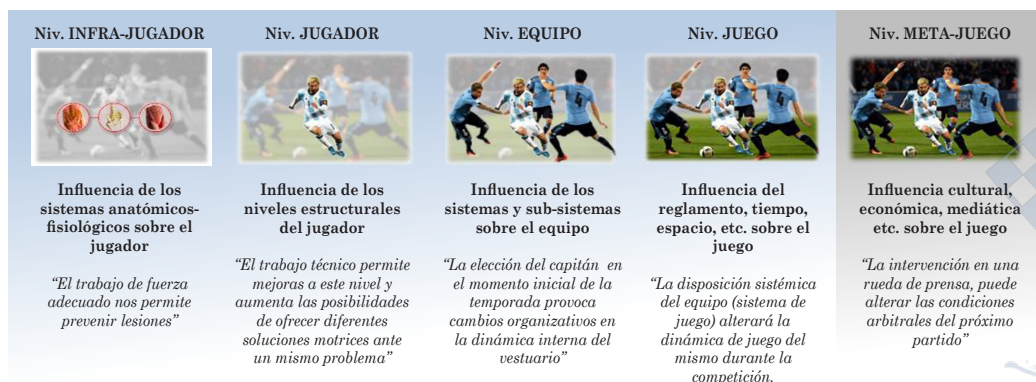 Niv. INFRA-JUGADOR
Influencia de los
sistemas anatómicos-
fisiológicos sobre el
jugador
“El trabajo de fuerza
adecuado nos permite
prevenir lesiones”
Niv. JUGADOR
Influencia de los
niveles estructurales
del jugador
“El trabajo técnico permite
mejoras a este nivel y
aumenta las posibilidades
de ofrecer diferentes
soluciones motrices ante
un mismo problema”
Niv. EQUIPO
4
Influencia de los
sistemas y sub-sistemas
sobre el equipo
“La elección del capitán en
el momento inicial de la
temporada provoca
cambios organizativos en
la dinámica interna del
vestuario”
Niv. JUEGO
4
Influencia del
reglamento, tiempo,
espacio, etc. sobre el
juego
“La disposición sistémica
del equipo (sistema de
juego) alterará la
dinámica de juego del
mismo durante la
competición.
Niv. META-JUEGO
4
Influencia cultural,
económica, mediática
etc. sobre el juego
“La intervención en una
rueda de prensa, puede
alterar las condiciones
arbitrales del próximo
partido”